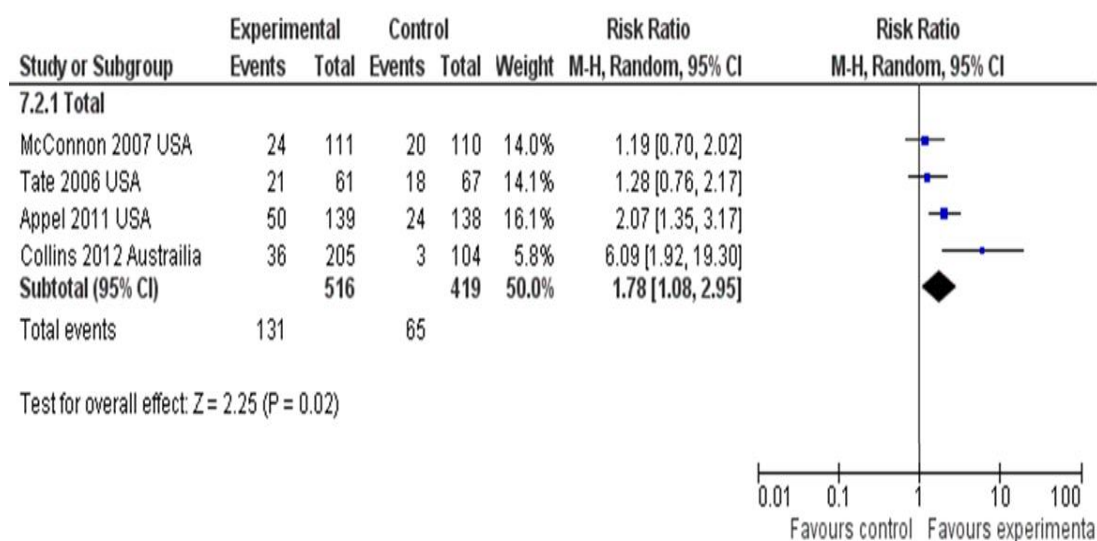 Experimental Control Risk Ratio Risk Ratio
Study or Subgroup Events Total Events Total Weight M-H, Random, 95% CI M-H, Random, 95% CI
7.2.1 Total
McConnon 2007 USA 24 111 20 110 14.0% 1.19 [0.70, 2.02]
Tate 2006 USA 21 61 18 67 14.1% 1.28 [0.76, 2.17]
Appel 2011 USA 50 139 24 138 16.1% 2.07 [1.35, 3.17]
Collins 2012 Austrailia 36 205 3 104 5.8% 6.09 [1.92, 19.30]
Subtotal (95% CI) 516 419 50.0% 1.78 [1.08, 2.95]
Total events 131 65
Test for overall effect: Z = 2.25 (P = 0.02)
0.01 0.1 1 10 100
Favours control Favours experimenta